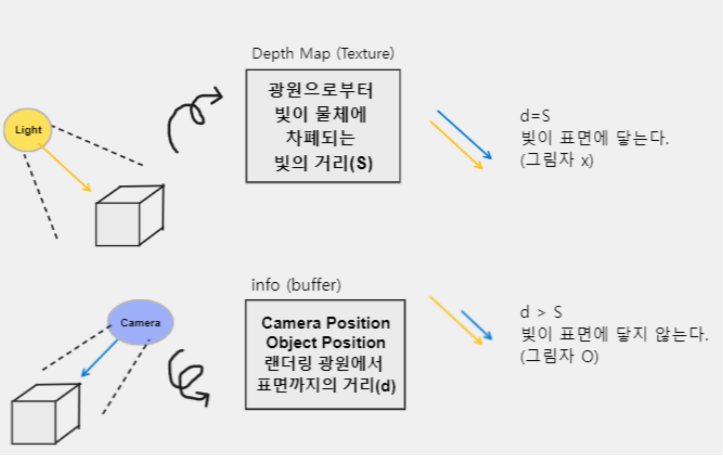 Depth Map (Texture)
광원으로부터
빛이 물체에
차폐되는
빛의 거리(S)
Light
d=S
빛이 표면에 닿는다.
(그림자 x)
info (buffer)
Camera
Camera Position
Object Position
랜더링 광원에서
표면까지의 거리(d)
d > S
빛이 표면에 닿지 않는다.
(그림자 O)